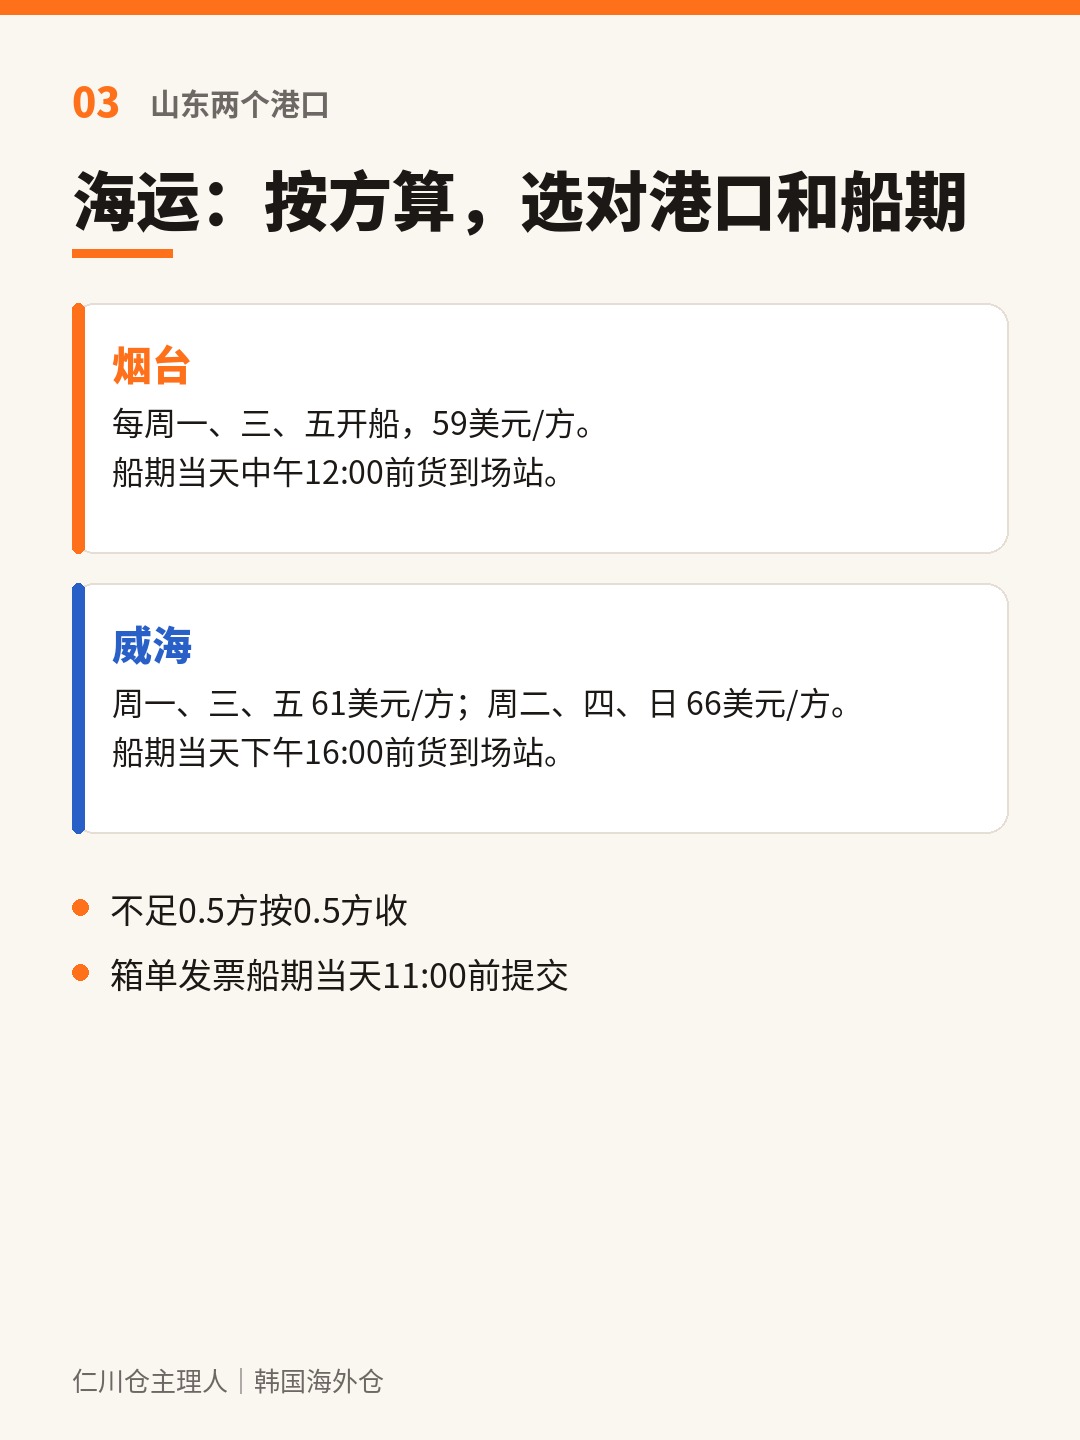 03 山东两个港口
海运：按方算，选对港口和船期
烟台
每周一、三、五开船，59美元/方。
船期当天中午12:00前货到场站。
威海
周一、三、五 61美元/方；周二、四、日 66美元/方。
船期当天下午16:00前货到场站。
不足0.5方按0.5方收
箱单发票船期当天11:00前提交
仁川仓主理人｜韩国海外仓